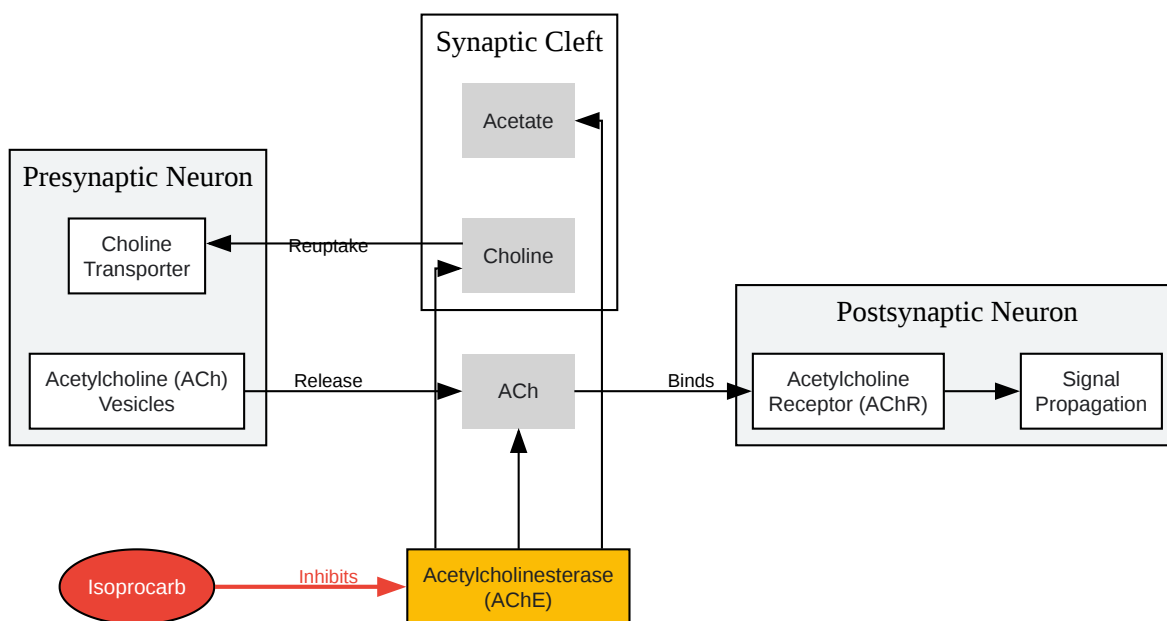 Synaptic Cleft
Acetate
Presynaptic Neuron
Choline
Transporter
Reuptake
Choline
Postsynaptic Neuron
Acetylcholine (ACh)
Vesicles
Release
ACh
Binds
Acetylcholine
Receptor (AChR)
Signal
Propagation
Isoprocarb
Inhibits
Acetylcholinesterase
(AChE)